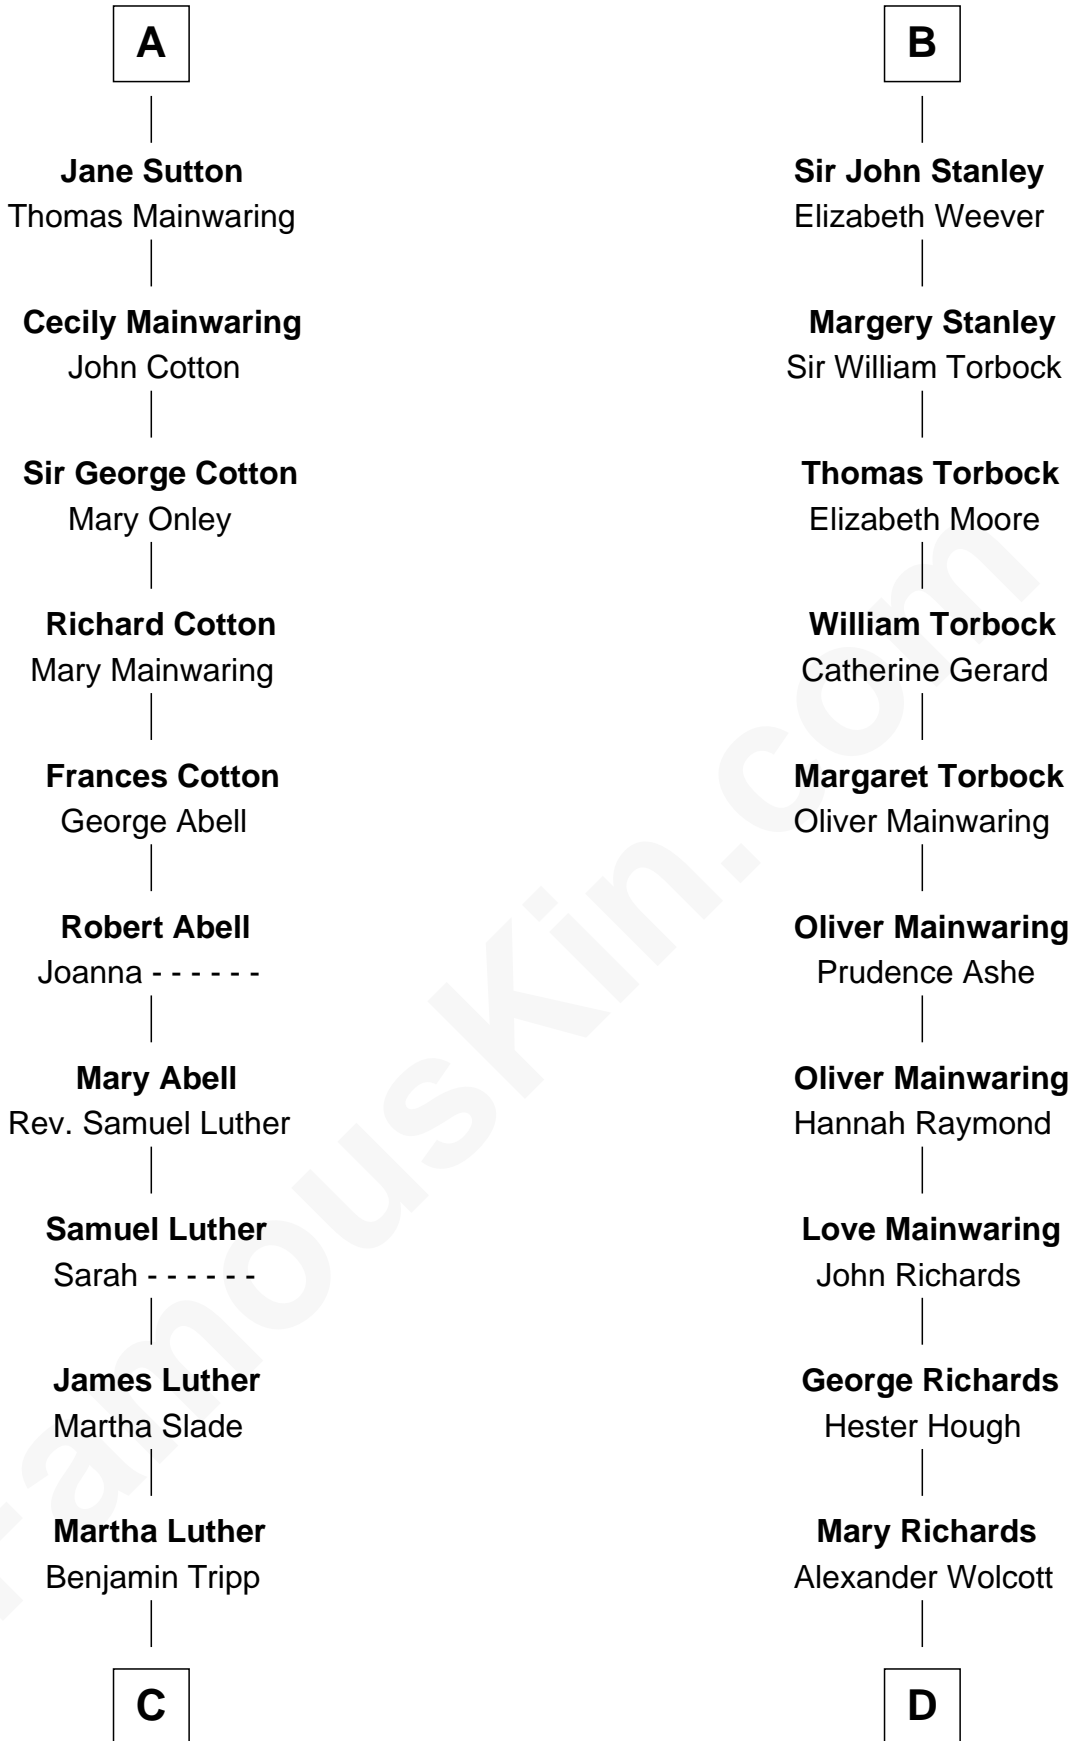 A
Jane Sutton
Thomas Mainwaring
Cecily Mainwaring
John Cotton
Sir George Cotton
Mary Onley
Richard Cotton
Mary Mainwaring
Frances Cotton
George Abell
Robert Abell
Joanna - - - - - -
Mary Abell
Rev. Samuel Luther
Samuel Luther
Sarah - - - - - -
James Luther
Martha Slade
Martha Luther
Benjamin Tripp
C
B
Sir John Stanley
Elizabeth Weever
Margery Stanley
Sir William Torbock
Thomas Torbock
Elizabeth Moore
William Torbock
Catherine Gerard
Margaret Torbock
Oliver Mainwaring
Oliver Mainwaring
Prudence Ashe
Oliver Mainwaring
Hannah Raymond
Love Mainwaring
John Richards
George Richards
Hester Hough
Mary Richards
Alexander Wolcott
D
FamousKin.com